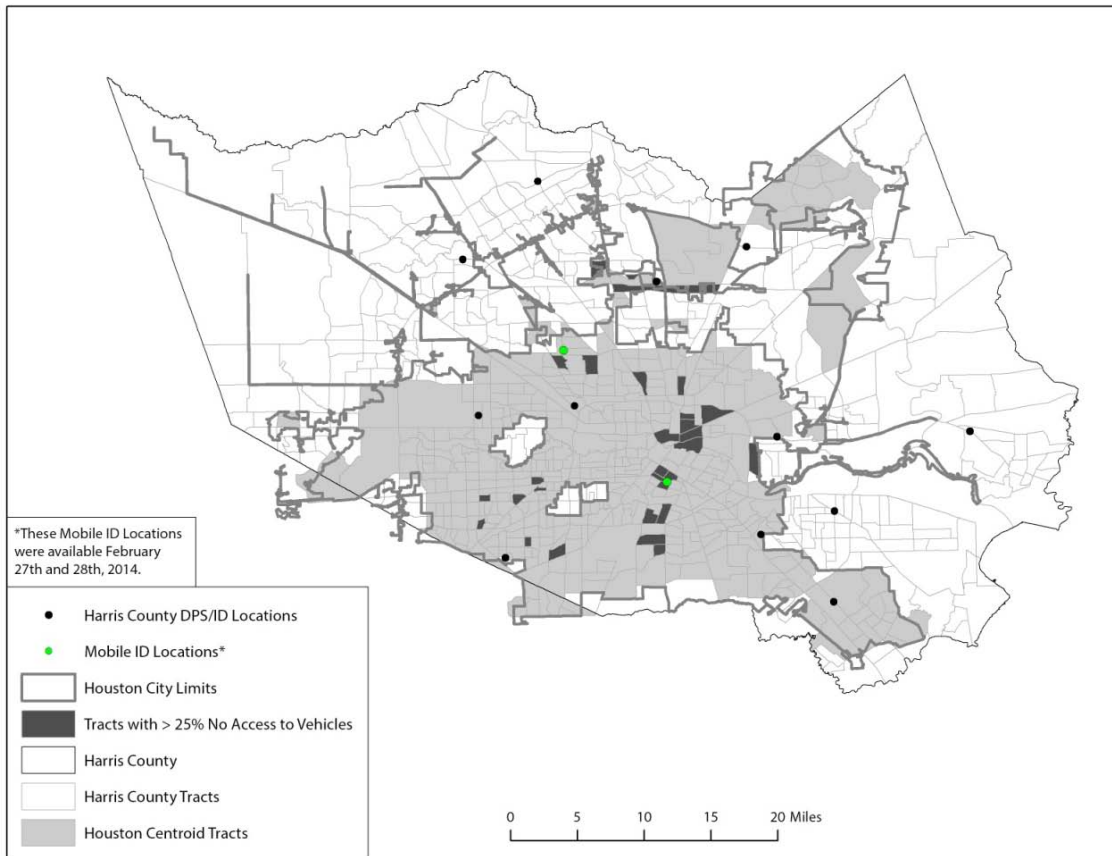 *These Mobile ID Locations
were available February
27th and 28th, 2014.
Harris County DPS/ID Locations
Mobile ID Locations*
Houston City Limits
Tracts with > 25% No Access to Vehicles
Harris County
Harris County Tracts
Houston Centroid Tracts
0 5 10 15 20 Miles